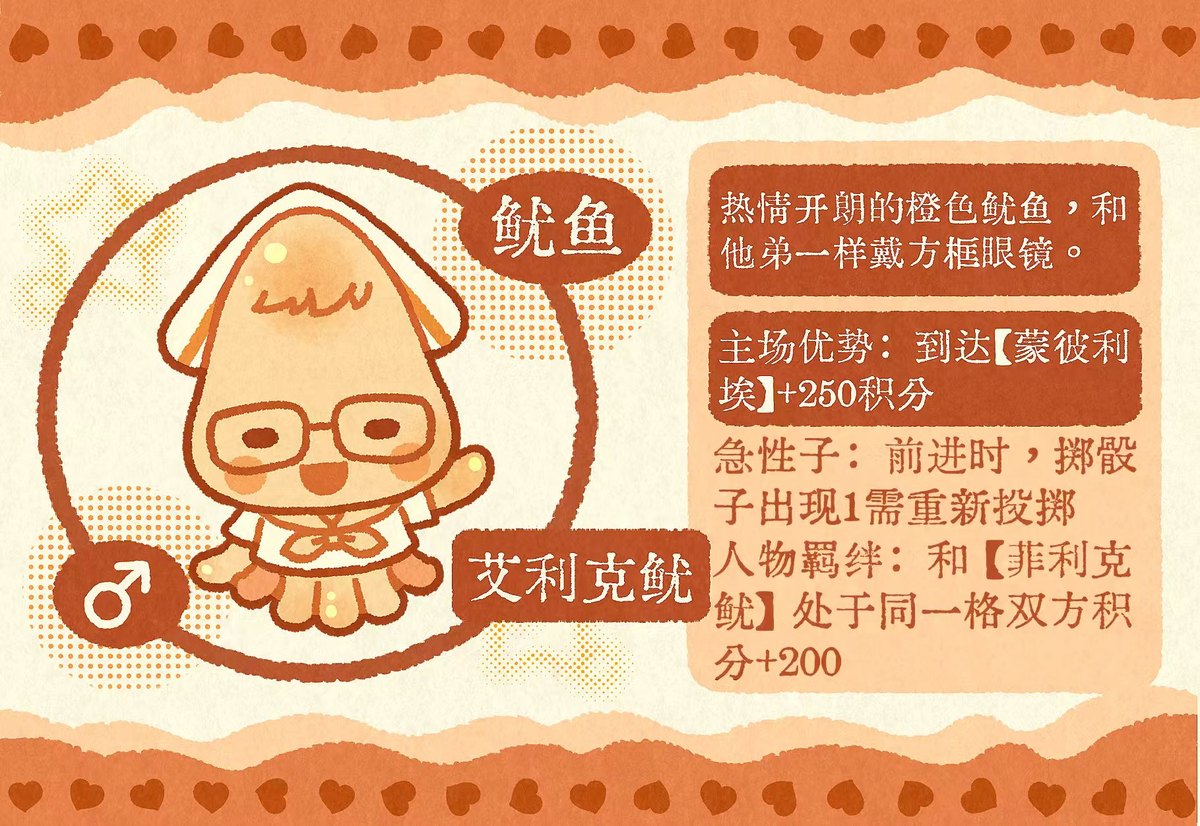 鱿鱼
♂
艾利克鱿
热情开朗的橙色鱿鱼，和
他弟一样戴方框眼镜。
主场优势：到达【蒙彼利
埃】+250积分
急性子：前进时，掷骰
子出现1需重新投掷
人物羁绊：和【菲利克
鱿】处于同一格双方积
分+200